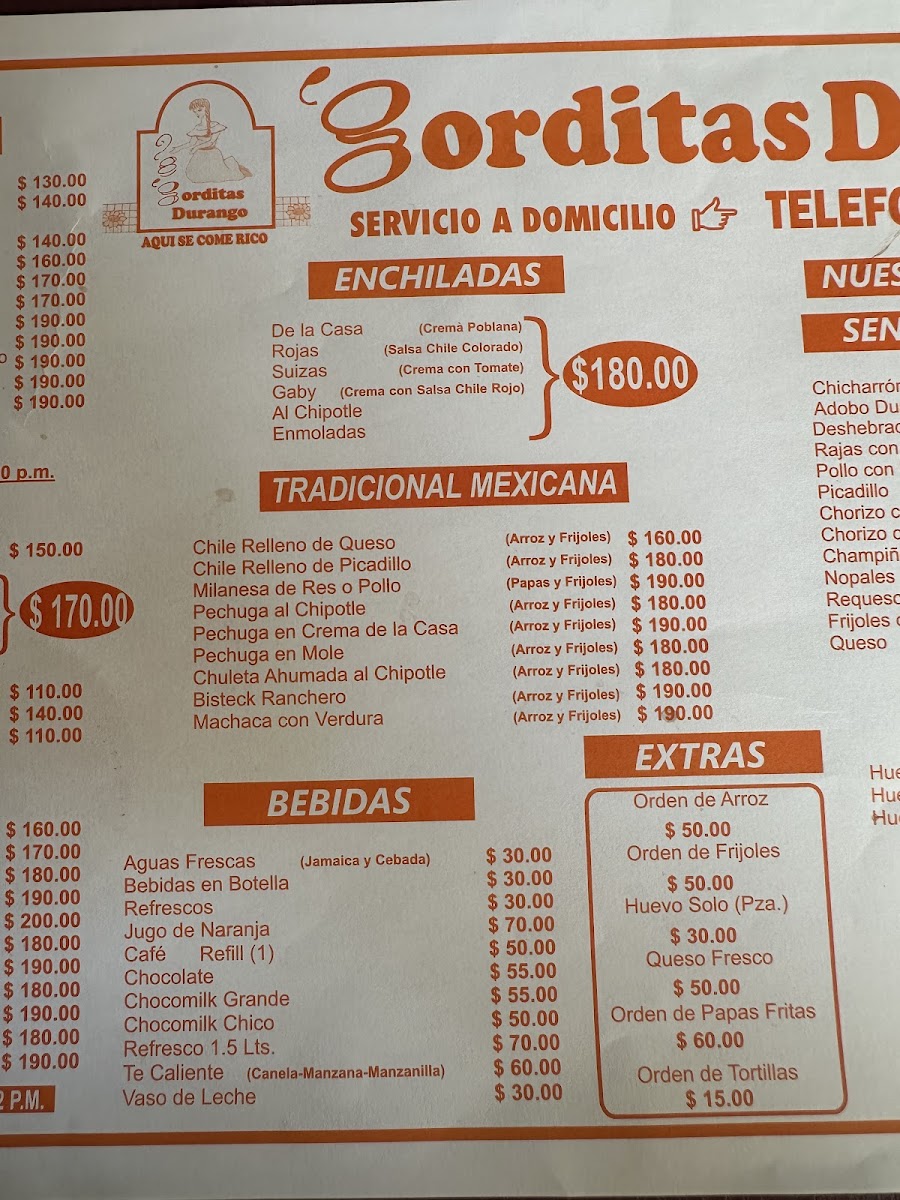 $ 130.00
$ 140.00
$ 140.00
$ 160.00
$ 170.00
$ 170.00
$ 190.00
$ 190.00
o $ 190.00
$ 190.00
$ 190.00
0 p.m.
$ 150.00
$ 170.00
$ 110.00
$ 140.00
$ 110.00
$ 160.00
$ 170.00
$ 180.00
$ 190.00
$ 200.00
$ 180.00
$ 190.00
$ 180.00
$ 190.00
$ 180.00
$ 190.00
2 P.M.
gorditas
Durango
AQUI SE COME RICO
gorditas D
SERVICIO A DOMICILIO TELEFO
ENCHILADAS
De la Casa (Cremà Poblana)
Rojas (Salsa Chile Colorado)
Suizas (Crema con Tomate)
Gaby (Crema con Salsa Chile Rojo)
Al Chipotle
Enmoladas
$180.00
TRADICIONAL MEXICANA
Chile Relleno de Queso (Arroz y Frijoles) $ 160.00
Chile Relleno de Picadillo (Arroz y Frijoles) $ 180.00
Milanesa de Res o Pollo (Papas y Frijoles) $ 190.00
Pechuga al Chipotle (Arroz y Frijoles) $ 180.00
Pechuga en Crema de la Casa (Arroz y Frijoles) $ 190.00
Pechuga en Mole (Arroz y Frijoles) $ 180.00
Chuleta Ahumada al Chipotle (Arroz y Frijoles) $ 180.00
Bisteck Ranchero (Arroz y Frijoles) $ 190.00
Machaca con Verdura (Arroz y Frijoles) $ 190.00
BEBIDAS
Aguas Frescas (Jamaica y Cebada) $ 30.00
Bebidas en Botella $ 30.00
Refrescos $ 30.00
Jugo de Naranja $ 70.00
Café Refill (1) $ 50.00
Chocolate $ 55.00
Chocomilk Grande $ 55.00
Chocomilk Chico $ 50.00
Refresco 1.5 Lts. $ 70.00
Te Caliente (Canela-Manzana-Manzanilla) $ 60.00
Vaso de Leche $ 30.00
EXTRAS
Orden de Arroz
$ 50.00
Orden de Frijoles
$ 50.00
Huevo Solo (Pza.)
$ 30.00
Queso Fresco
$ 50.00
Orden de Papas Fritas
$ 60.00
Orden de Tortillas
$ 15.00
NUES
SEN
Chicharrón
Adobo Du
Deshebrad
Rajas con
Pollo con
Picadillo
Chorizo c
Chorizo c
Champiñ
Nopales
Requeso
Frijoles c
Queso
Hue
Hue
Hue